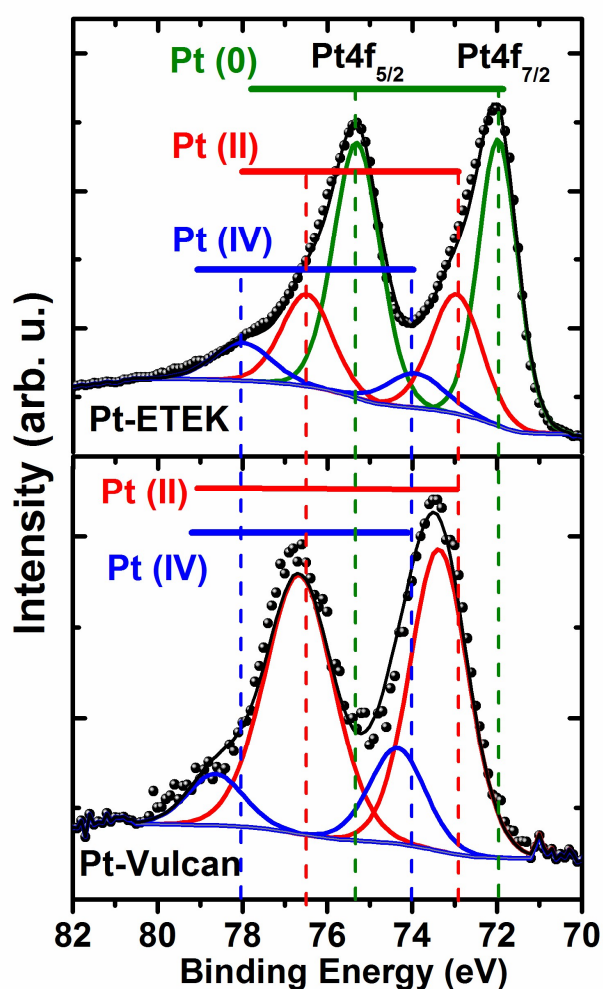 Pt (0)
Pt4f5/2
Pt4f7/2
Pt (II)
Pt (IV)
Pt-ETEK
Pt (II)
Pt (IV)
Pt-Vulcan
Intensity (arb. u.)
82 80 78 76 74 72 70
Binding Energy (eV)